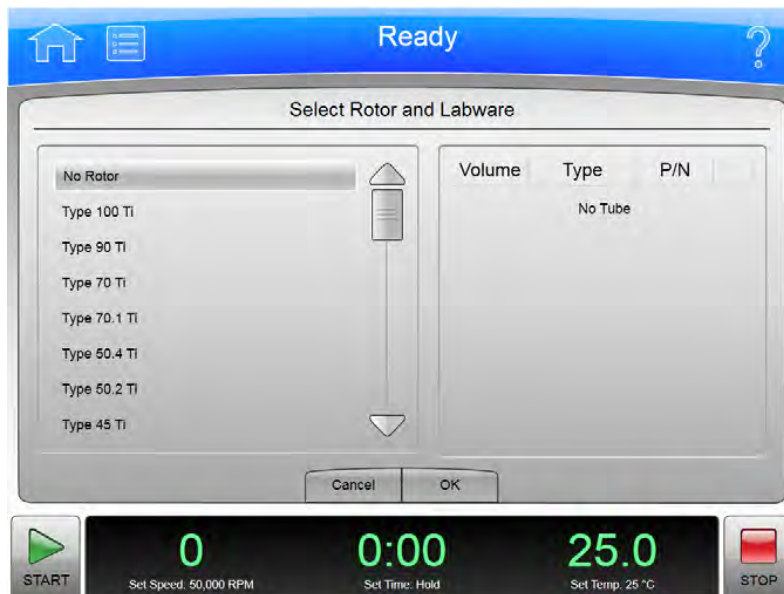 Ready
?
Select Rotor and Labware
No Rotor
Type 100 Ti
Type 90 Ti
Type 70 Ti
Type 70.1 Ti
Type 50.4 Ti
Type 50.2 Ti
Type 45 Ti
Volume Type P/N
No Tube
Cancel OK
START
0 0:00 25.0
Set Speed: 50,000 RPM Set Time: Hold Set Temp. 25 °C
STOP